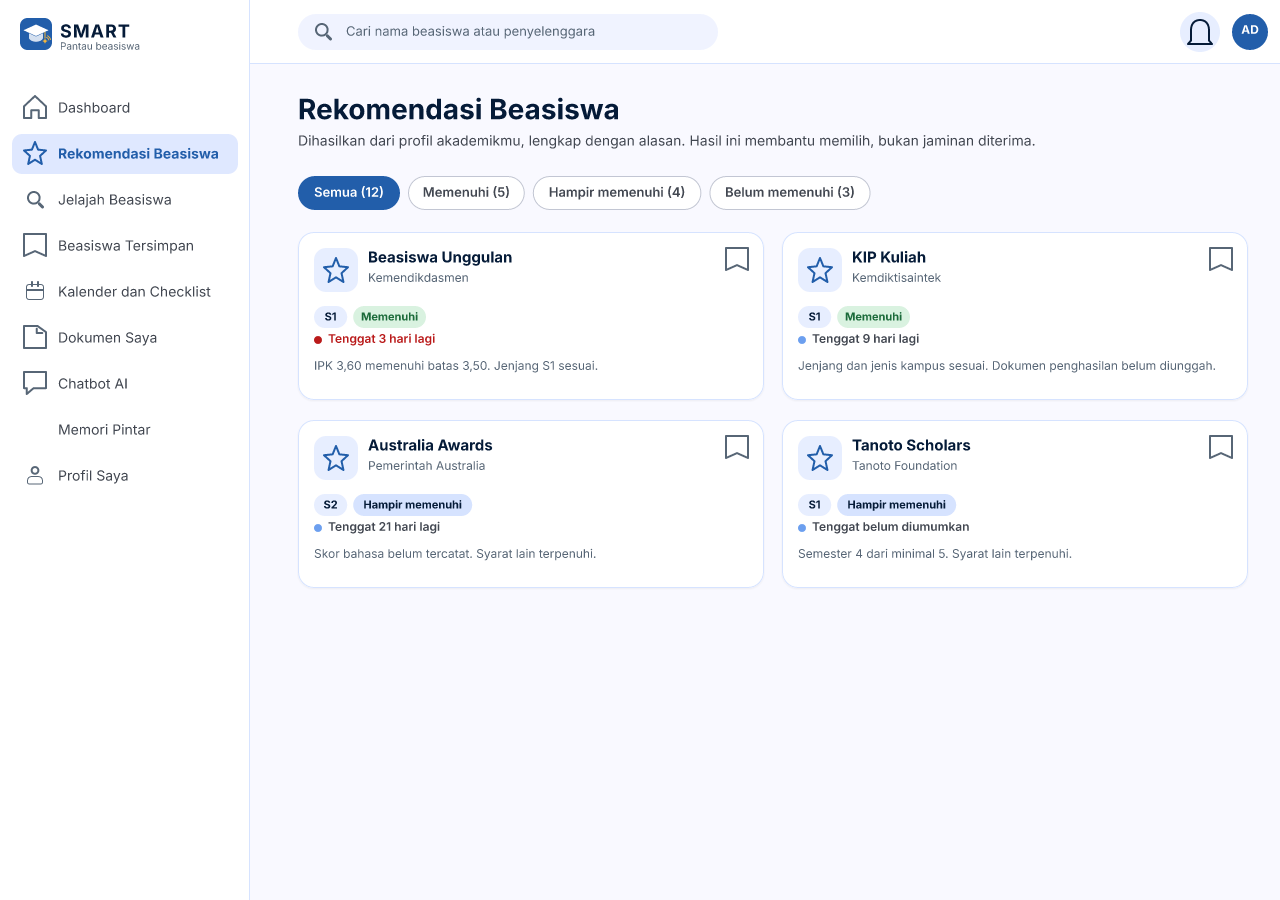 SMART
Pantau beasiswa
Cari nama beasiswa atau penyelenggara
AD
Dashboard
Rekomendasi Beasiswa
Jelajah Beasiswa
Beasiswa Tersimpan
Kalender dan Checklist
Dokumen Saya
Chatbot AI
Memori Pintar
Profil Saya
Rekomendasi Beasiswa
Dihasilkan dari profil akademikmu, lengkap dengan alasan. Hasil ini membantu memilih, bukan jaminan diterima.
Semua (12)
Memenuhi (5)
Hampir memenuhi (4)
Belum memenuhi (3)
Beasiswa Unggulan
Kemendikdasmen
S1
Memenuhi
Tenggat 3 hari lagi
IPK 3,60 memenuhi batas 3,50. Jenjang S1 sesuai.
KIP Kuliah
Kemdiktisaintek
S1
Memenuhi
Tenggat 9 hari lagi
Jenjang dan jenis kampus sesuai. Dokumen penghasilan belum diunggah.
Australia Awards
Pemerintah Australia
S2
Hampir memenuhi
Tenggat 21 hari lagi
Skor bahasa belum tercatat. Syarat lain terpenuhi.
Tanoto Scholars
Tanoto Foundation
S1
Hampir memenuhi
Tenggat belum diumumkan
Semester 4 dari minimal 5. Syarat lain terpenuhi.